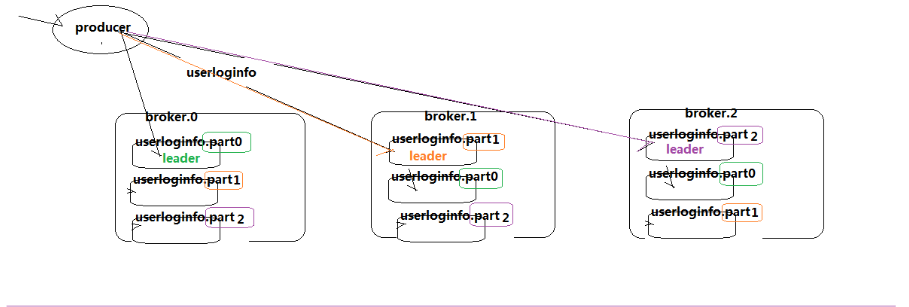 producer
userloginfo
broker.0
userloginfo.part0
leader
userloginfo.part1
userloginfo.part 2
broker.1
userloginfo.part1
leader
userloginfo.part0
userloginfo.part 2
broker.2
userloginfo.part 2
leader
userloginfo.part0
userloginfo.part1